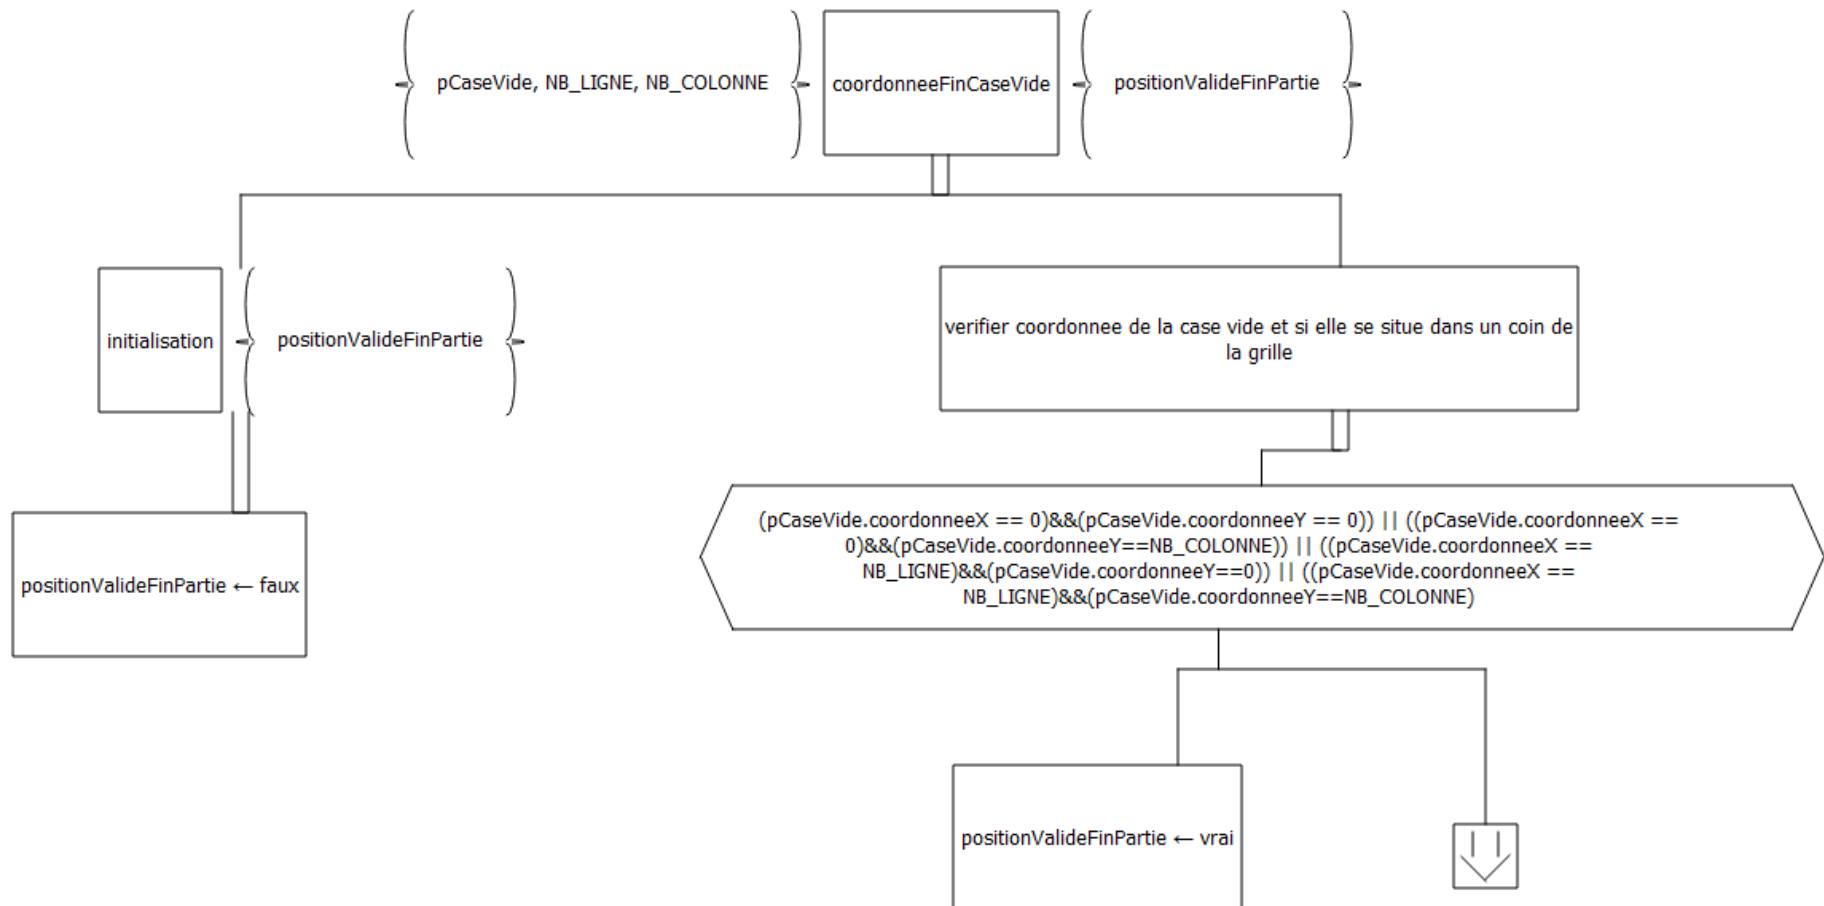 pCaseVide, NB_LIGNE, NB_COLONNE
coordonneeFinCaseVide
positionValideFinPartie
initialisation
positionValideFinPartie
verifier coordonnee de la case vide et si elle se situe dans un coin de
la grille
positionValideFinPartie ← faux
(pCaseVide.coordonneeX == 0)&&(pCaseVide.coordonneeY == 0)) || ((pCaseVide.coordonneeX ==
0)&&(pCaseVide.coordonneeY==NB_COLONNE)) || ((pCaseVide.coordonneeX ==
NB_LIGNE)&&(pCaseVide.coordonneeY==0)) || ((pCaseVide.coordonneeX ==
NB_LIGNE)&&(pCaseVide.coordonneeY==NB_COLONNE)
positionValideFinPartie ← vrai